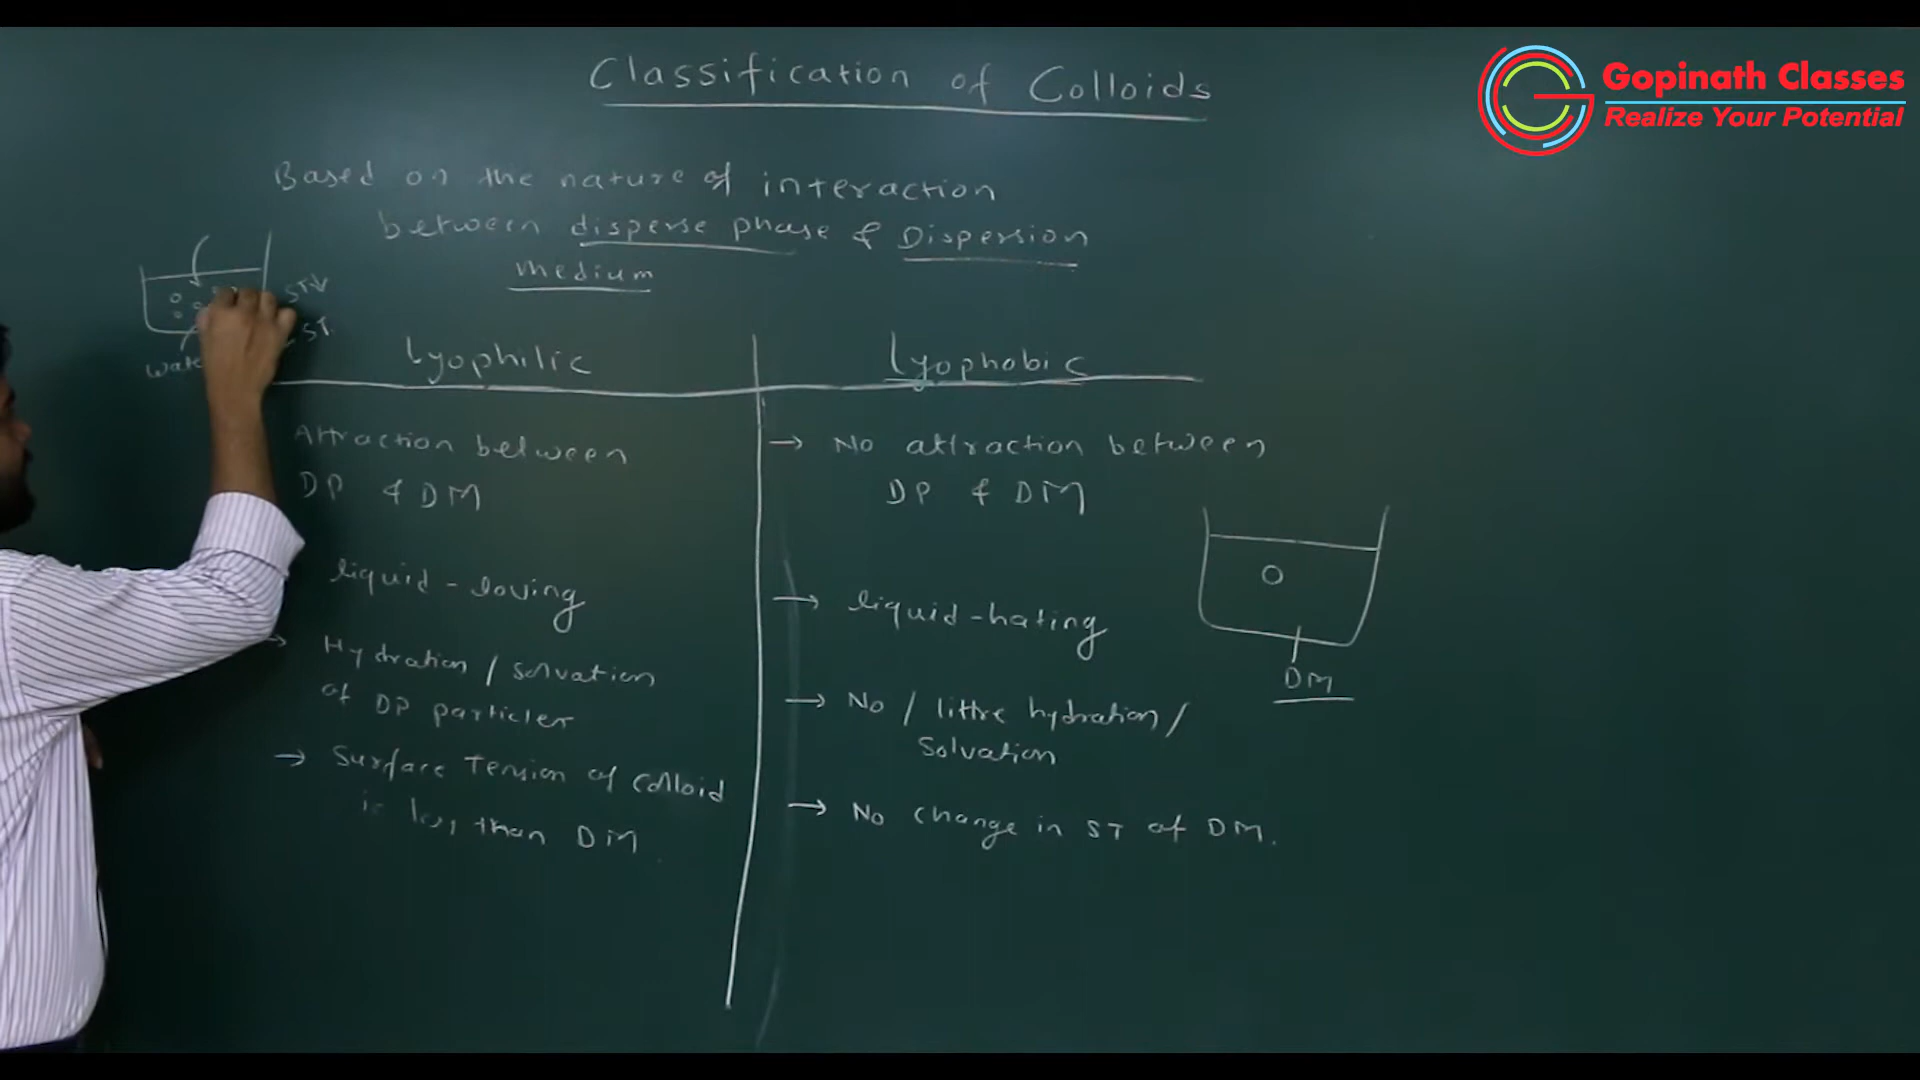 Classification of Colloids
Gopinath Classes
Realize Your Potential
Based on the nature of interaction
between disperse phase & Dispersion
medium
ST↓
ST
Lyophilic
Attraction between
DP & DM
liquid - loving
→ Hydration / solvation
of DP particles
→ Surface Tension of colloid
is less than DM
Lyophobic
→ No attraction between
DP & DM
→ liquid - hating
→ No / little hydration /
solvation
→ No change in ST of DM.
DM